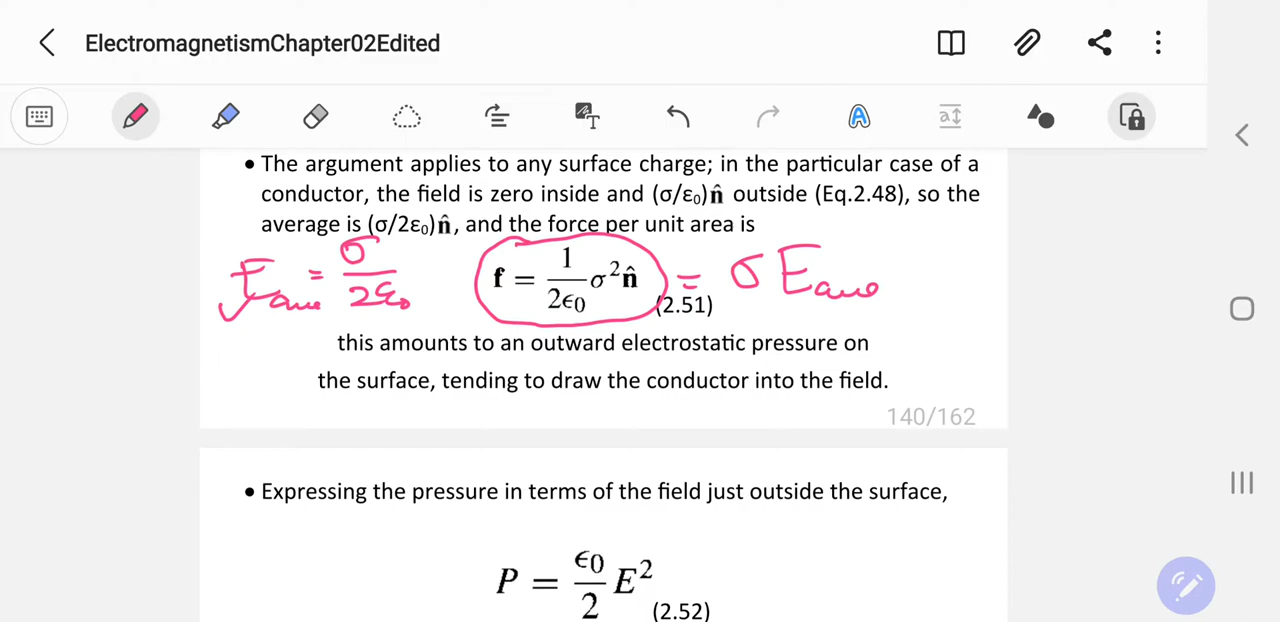 ElectromagnetismChapter02Edited
• The argument applies to any surface charge; in the particular case of a
conductor, the field is zero inside and (σ/ε₀)n̂ outside (Eq.2.48), so the
average is (σ/2ε₀)n̂, and the force per unit area is
E_ave = σ/2ε₀
f = 1/2ϵ₀ σ² n̂ = σ E_ave
(2.51)
this amounts to an outward electrostatic pressure on
the surface, tending to draw the conductor into the field.
140/162
• Expressing the pressure in terms of the field just outside the surface,
P = ϵ₀/2 E²
(2.52)